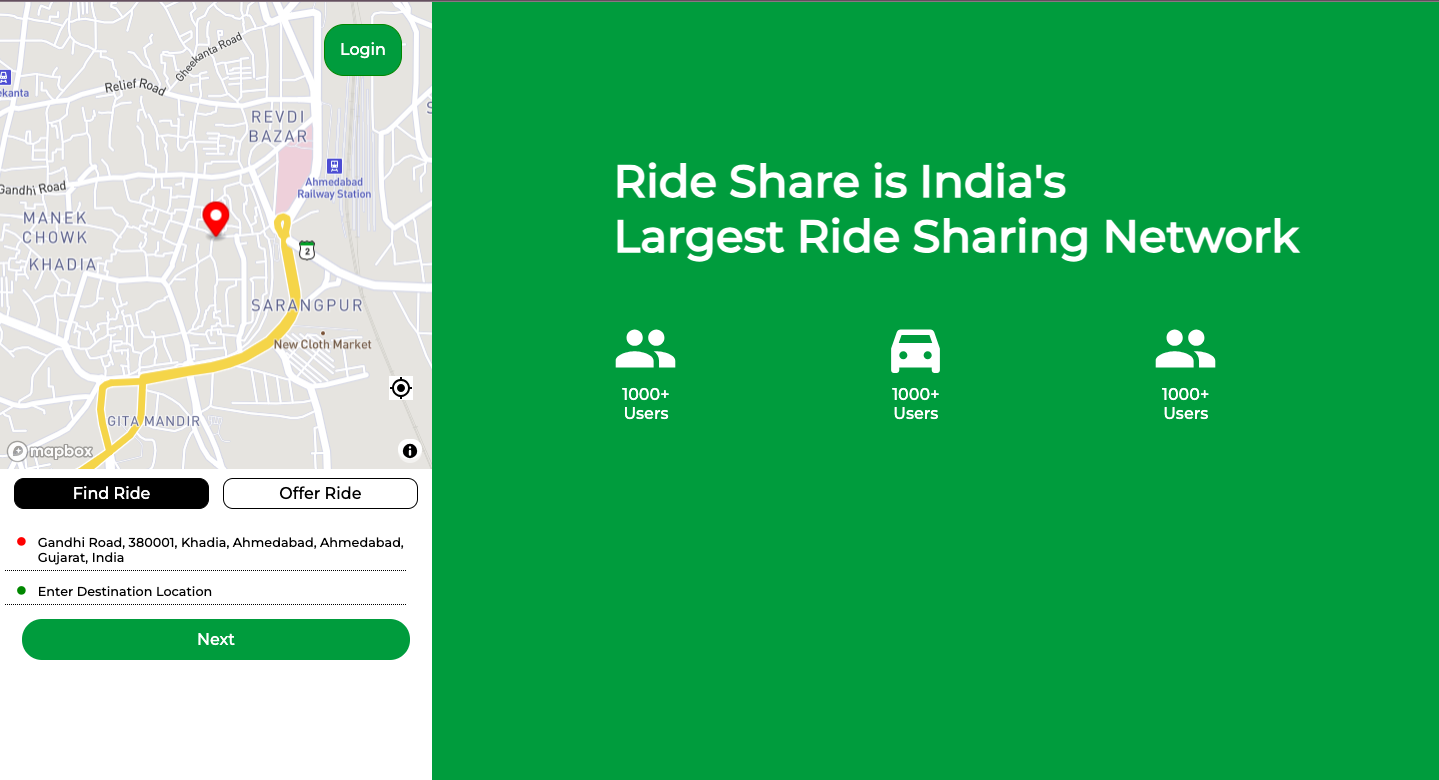 Login
Gheekanta Road
Relief Road
ekanta
S
REVDI
BAZAR
Ahmedabad
Railway Station
Gandhi Road
MANEK
CHOWK
KHADIA
2
SARANGPUR
New Cloth Market
GITA MANDIR
mapbox
Find Ride
Offer Ride
Gandhi Road, 380001, Khadia, Ahmedabad, Ahmedabad,
Gujarat, India
Enter Destination Location
Next
Ride Share is India's
Largest Ride Sharing Network
1000+
Users
1000+
Users
1000+
Users